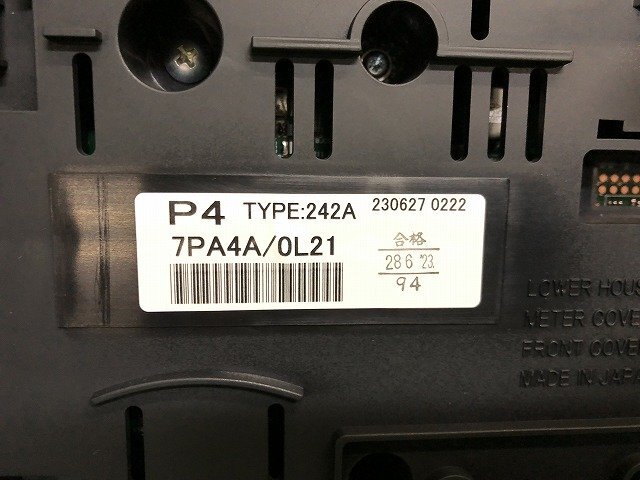 P4 TYPE:242A 230627 0222
7PA4A/0L21
合格
28 6 '23.
94
LOWER HOUS
METER COVE
FRONT COVE
MADE IN JAPA